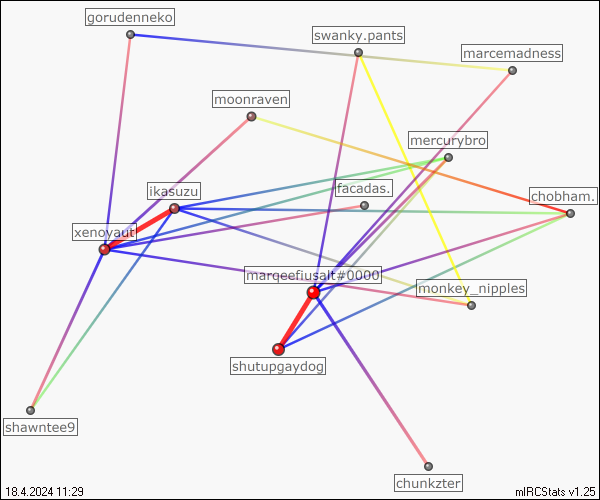 gorudenneko
swanky.pants
marcemadness
moonraven
mercurybro
ikasuzu
facadas.
chobham.
xenoyaut
marqeefiusalt#0000
monkey_nipples
shutupgaydog
shawntee9
chunkzter
18.4.2024 11:29
mIRCStats v1.25